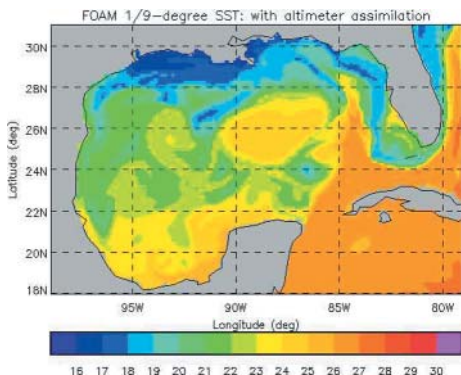 FOAM 1/9-degree SST: with altimeter assimilation
30N
28N
26N
24N
22N
20N
18N
Latitude (deg)
95W 90W 85W 80W
Longitude (deg)
16 17 18 19 20 21 22 23 24 25 26 27 28 29 30